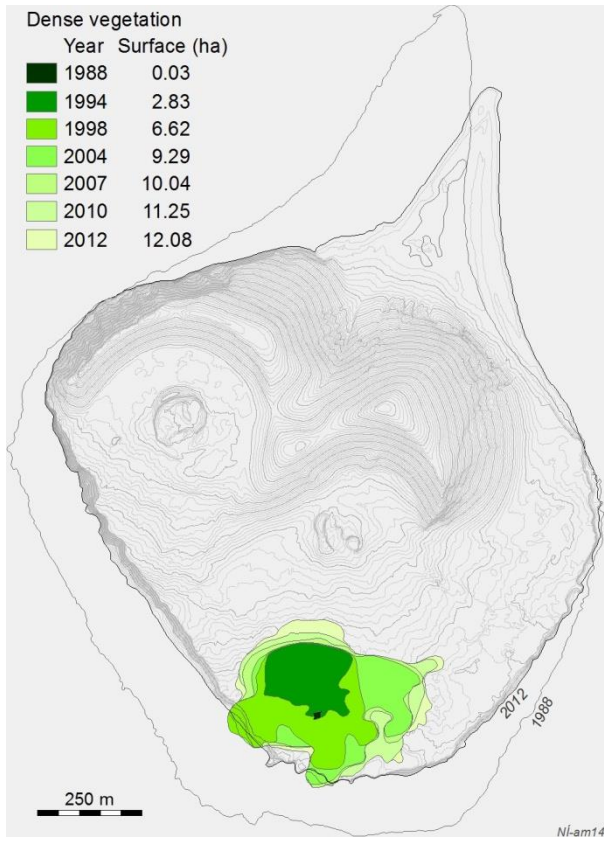 Dense vegetation
Year Surface (ha)
1988 0.03
1994 2.83
1998 6.62
2004 9.29
2007 10.04
2010 11.25
2012 12.08
2012
1988
250 m
NÍ-am14